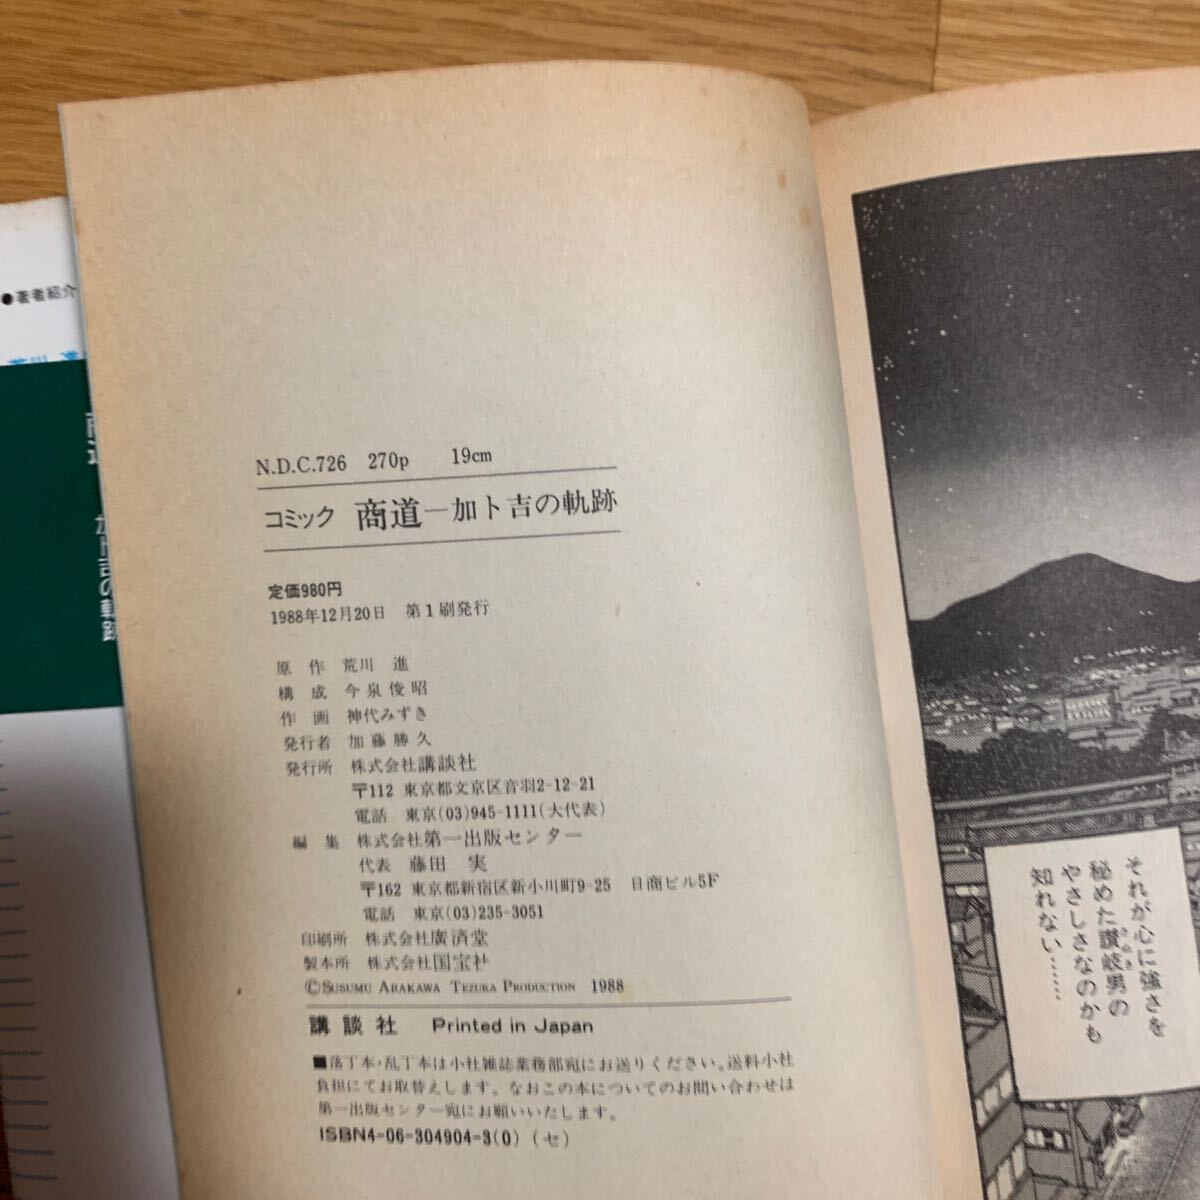 N.D.C.726 270p 19cm
コミック 商道―加ト吉の軌跡
定価980円
1988年12月20日 第1刷発行
原作 荒川 進
構成 今泉俊昭
作画 神代みずき
発行者 加藤勝久
発行所 株式会社講談社
〒112 東京都文京区音羽2-12-21
電話 東京(03)945-1111(大代表)
編集 株式会社第一出版センター
代表 藤田 実
〒162 東京都新宿区新小川町9-25 目商ビル5F
電話 東京(03)235-3051
印刷所 株式会社廣済堂
製本所 株式会社国宝社
©SUSUMU ARAKAWA TEZUKA PRODUCTION 1988
講談社 Printed in Japan
■落丁本・乱丁本は小社雑誌業務部宛にお送りください。送料小社
負担にてお取替えします。なおこの本についてのお問い合わせは
第一出版センター宛にお願いいたします。
ISBN4-06-304904-3(0)(セ)
それが心に強さを
秘めた讃岐男の
やさしさなのかも
知れない……
●著者紹介
荒川 進
商道 加ト吉の軌跡